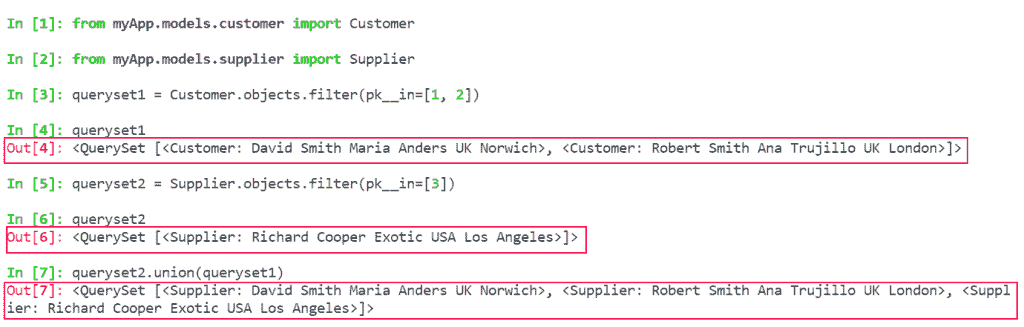 In [1]: from myApp.models.customer import Customer
In [2]: from myApp.models.supplier import Supplier
In [3]: queryset1 = Customer.objects.filter(pk__in=[1, 2])
In [4]: queryset1
Out[4]: <QuerySet [<Customer: David Smith Maria Anders UK Norwich>, <Customer: Robert Smith Ana Trujillo UK London>]>
In [5]: queryset2 = Supplier.objects.filter(pk__in=[3])
In [6]: queryset2
Out[6]: <QuerySet [<Supplier: Richard Cooper Exotic USA Los Angeles>]>
In [7]: queryset2.union(queryset1)
Out[7]: <QuerySet [<Supplier: David Smith Maria Anders UK Norwich>, <Supplier: Robert Smith Ana Trujillo UK London>, <Suppl
ier: Richard Cooper Exotic USA Los Angeles>]>